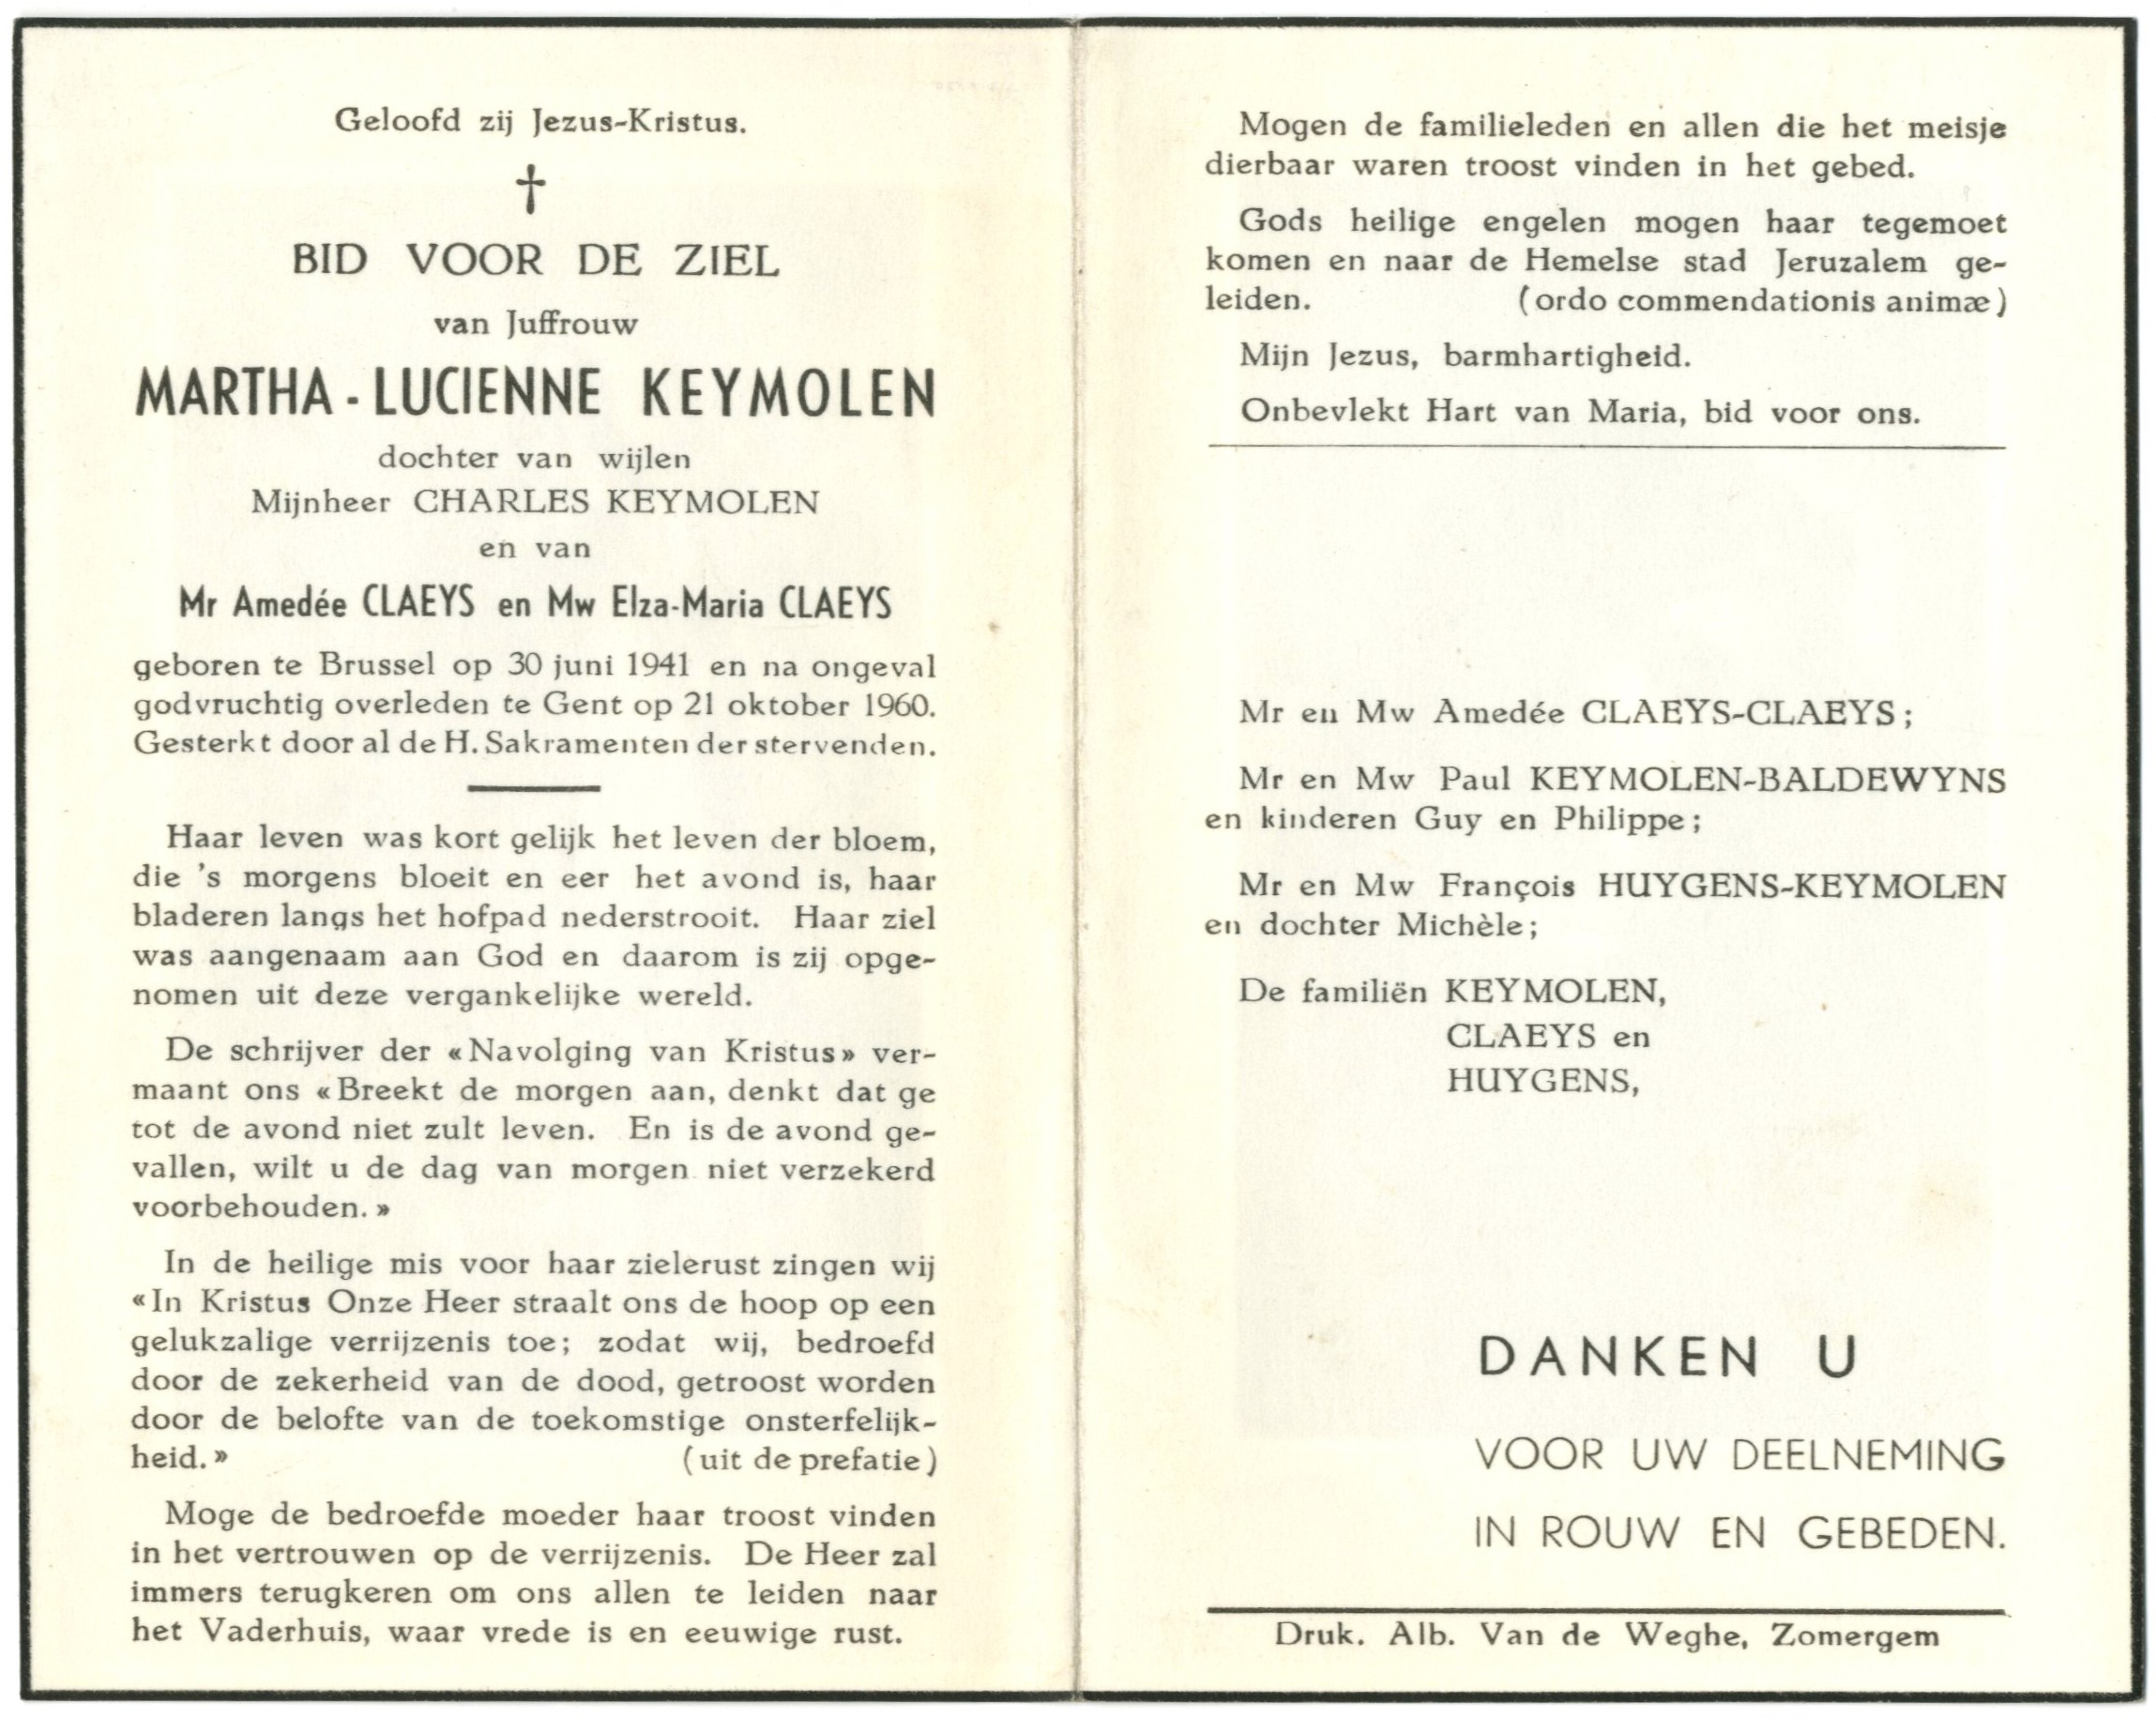 Geloofd zij Jezus-Kristus.
†
BID VOOR DE ZIEL
van Juffrouw
MARTHA - LUCIENNE KEYMOLEN
dochter van wijlen
Mijnheer CHARLES KEYMOLEN
en van
Mr Amedée CLAEYS en Mw Elza-Maria CLAEYS
geboren te Brussel op 30 juni 1941 en na ongeval
godvruchtig overleden te Gent op 21 oktober 1960.
Gesterkt door al de H. Sakramenten der stervenden.
Haar leven was kort gelijk het leven der bloem,
die 's morgens bloeit en eer het avond is, haar
bladeren langs het hofpad nederstrooit. Haar ziel
was aangenaam aan God en daarom is zij opge-
nomen uit deze vergankelijke wereld.
De schrijver der «Navolging van Kristus» ver-
maant ons «Breekt de morgen aan, denkt dat ge
tot de avond niet zult leven. En is de avond ge-
vallen, wilt u de dag van morgen niet verzekerd
voorbehouden.»
In de heilige mis voor haar zielerust zingen wij
«In Kristus Onze Heer straalt ons de hoop op een
gelukzalige verrijzenis toe; zodat wij, bedroefd
door de zekerheid van de dood, getroost worden
door de belofte van de toekomstige onsterfelijk-
heid.» (uit de prefatie)
Moge de bedroefde moeder haar troost vinden
in het vertrouwen op de verrijzenis. De Heer zal
immers terugkeren om ons allen te leiden naar
het Vaderhuis, waar vrede is en eeuwige rust.
Mogen de familieleden en allen die het meisje
dierbaar waren troost vinden in het gebed.
Gods heilige engelen mogen haar tegemoet
komen en naar de Hemelse stad Jeruzalem ge-
leiden. (ordo commendationis animæ)
Mijn Jezus, barmhartigheid.
Onbevlekt Hart van Maria, bid voor ons.
Mr en Mw Amedée CLAEYS-CLAEYS;
Mr en Mw Paul KEYMOLEN-BALDEWYNS
en kinderen Guy en Philippe;
Mr en Mw François HUYGENS-KEYMOLEN
en dochter Michèle;
De familiën KEYMOLEN,
CLAEYS en
HUYGENS,
DANKEN U
VOOR UW DEELNEMING
IN ROUW EN GEBEDEN.
Druk. Alb. Van de Weghe, Zomergem